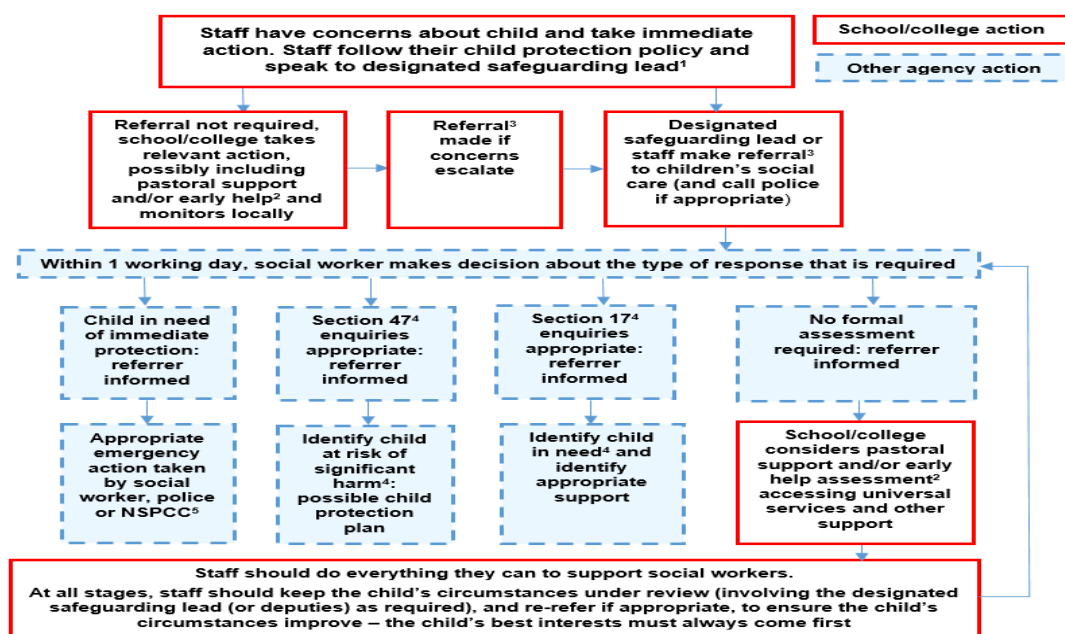 Staff have concerns about child and take immediate
action. Staff follow their child protection policy and
speak to designated safeguarding lead¹
School/college action
Other agency action
Referral not required,
school/college takes
relevant action,
possibly including
pastoral support
and/or early help² and
monitors locally
Referral³
made if
concerns
escalate
Designated
safeguarding lead or
staff make referral³
to children's social
care (and call police
if appropriate)
Within 1 working day, social worker makes decision about the type of response that is required
Child in need
of immediate
protection:
referrer
informed
Section 47⁴
enquiries
appropriate:
referrer
informed
Section 17⁴
enquiries
appropriate:
referrer
informed
No formal
assessment
required: referrer
informed
Appropriate
emergency
action taken
by social
worker, police
or NSPCC⁵
Identify child
at risk of
significant
harm⁴:
possible child
protection
plan
Identify child
in need⁴ and
identify
appropriate
support
School/college
considers pastoral
support and/or early
help assessment²
accessing universal
services and other
support
Staff should do everything they can to support social workers.
At all stages, staff should keep the child's circumstances under review (involving the designated
safeguarding lead (or deputies) as required), and re-refer if appropriate, to ensure the child's
circumstances improve – the child's best interests must always come first